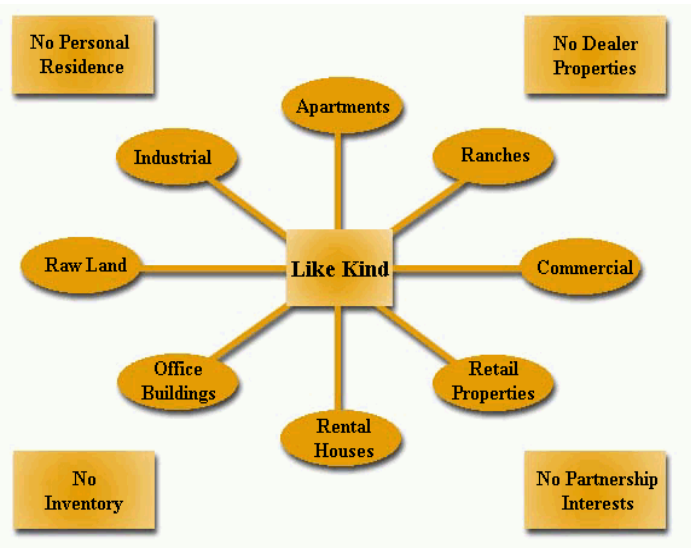 No Personal
Residence
No Dealer
Properties
Apartments
Industrial
Ranches
Raw Land
Like Kind
Commercial
Office
Buildings
Retail
Properties
Rental
Houses
No
Inventory
No Partnership
Interests